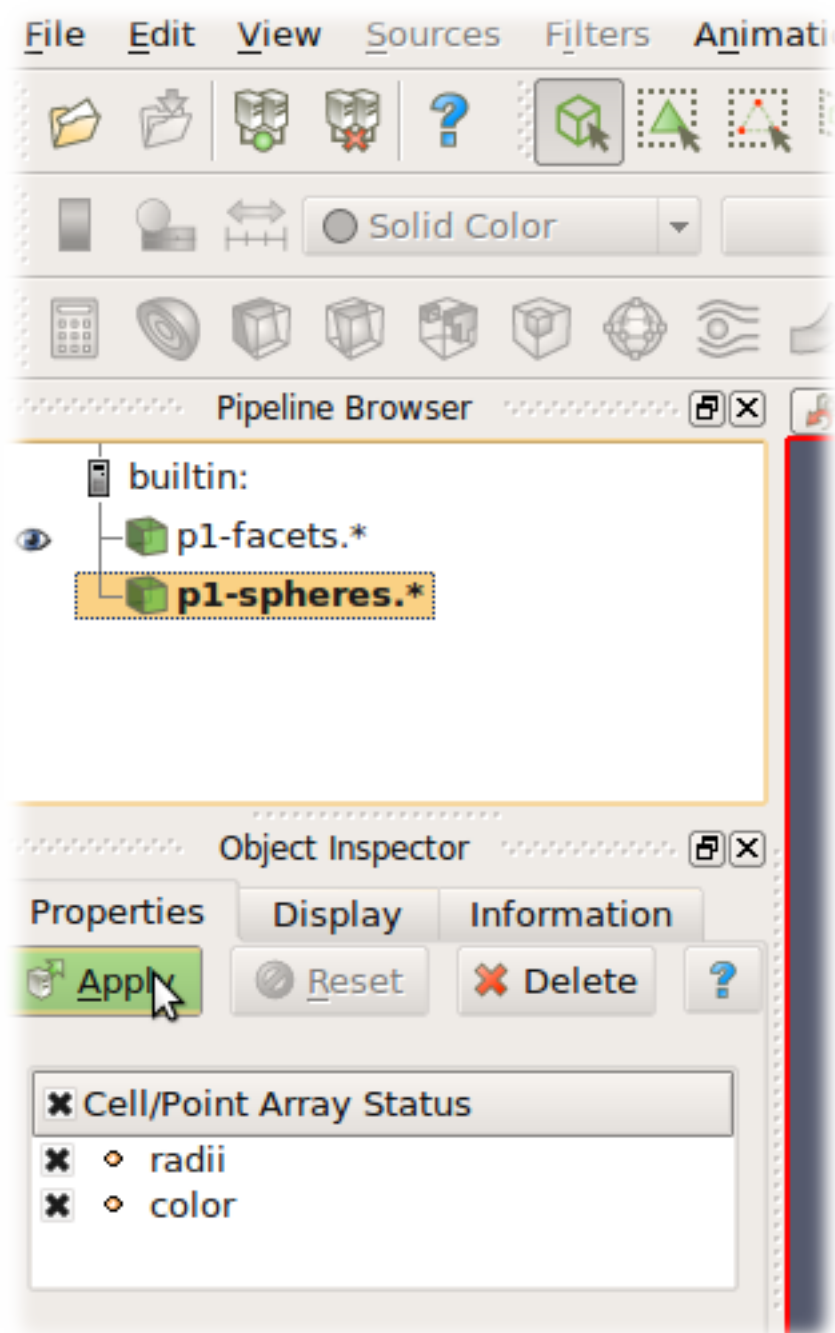 File Edit View Sources Filters Animati
Solid Color
Pipeline Browser
builtin:
p1-facets.*
p1-spheres.*
Object Inspector
Properties Display Information
Apply Reset Delete
Cell/Point Array Status
radii
color